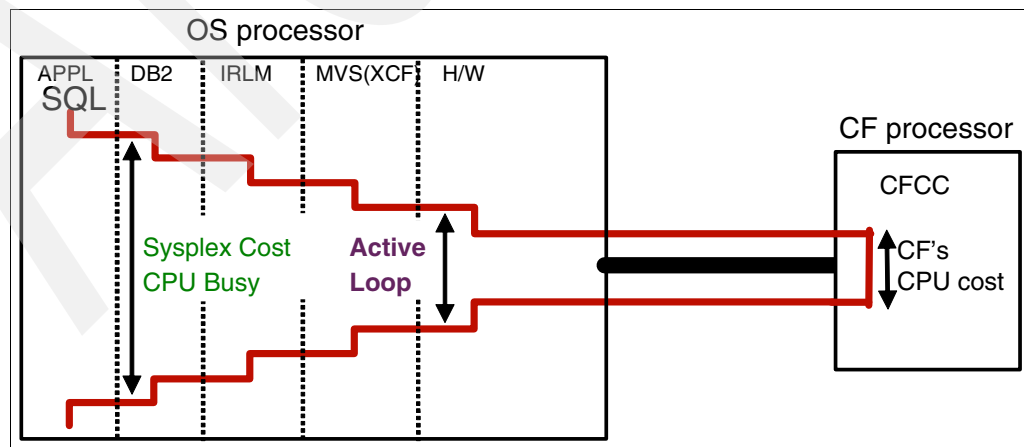 OS processor
APPL DB2 IRLM MVS(XCF) H/W
SQL
CF processor
CFCC
Sysplex Cost
CPU Busy
Active
Loop
CF's
CPU cost